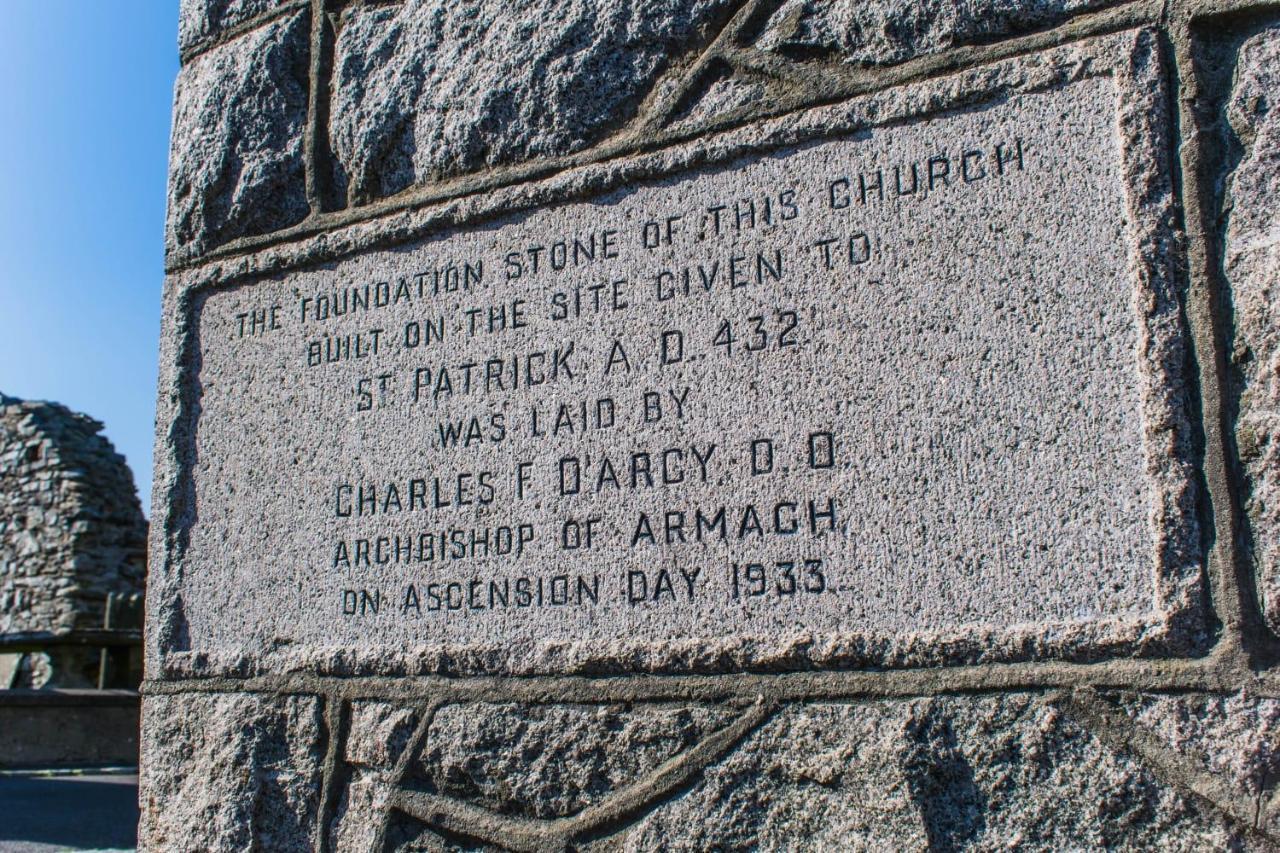 THE FOUNDATION STONE OF THIS CHURCH
BUILT ON THE SITE GIVEN TO
ST PATRICK A. D. 432
WAS LAID BY
CHARLES F D'ARCY. D. D.
ARCHBISHOP OF ARMAGH
ON ASCENSION DAY 1933